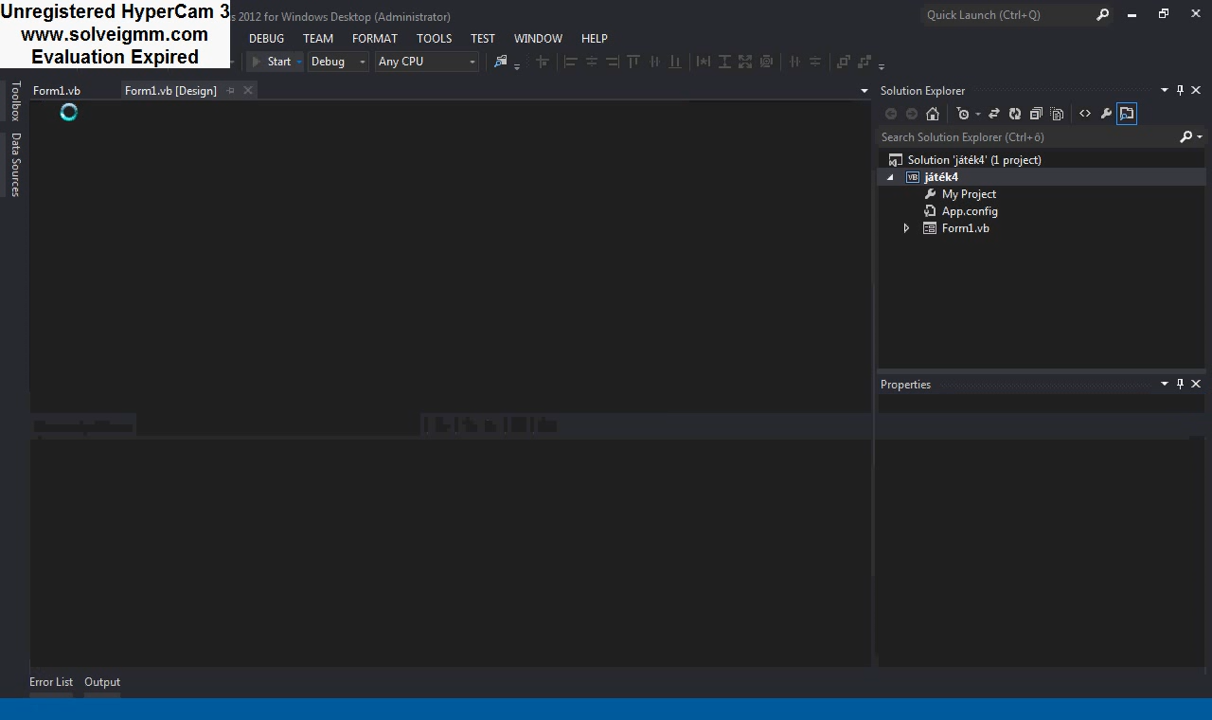 Unregistered HyperCam 3
www.solveigmm.com
Evaluation Expired
2012 for Windows Desktop (Administrator)
Quick Launch (Ctrl+Q)
DEBUG TEAM FORMAT TOOLS TEST WINDOW HELP
Start Debug Any CPU
Form1.vb Form1.vb [Design]
Toolbox
Data Sources
Solution Explorer
Search Solution Explorer (Ctrl+ó)
Solution 'játék4' (1 project)
VB játék4
My Project
App.config
Form1.vb
Properties
Error List Output